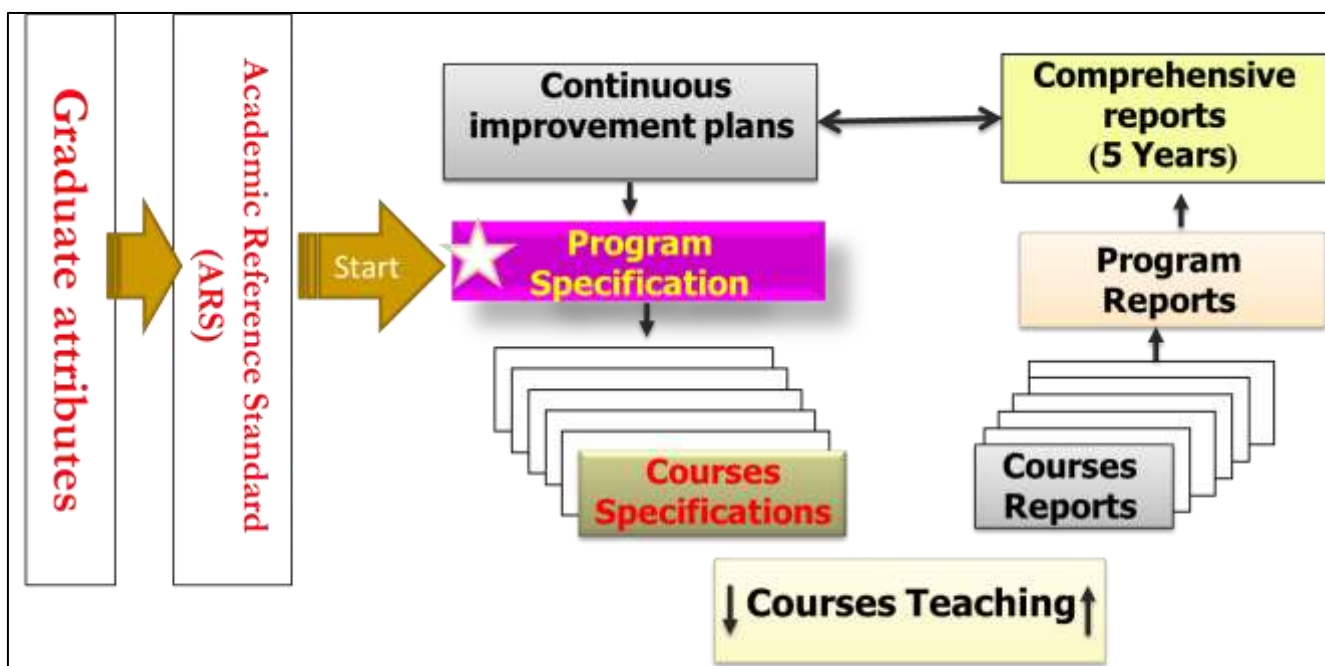 Graduate attributes
Academic Reference Standard
(ARS)
Start
Continuous
improvement plans
Program
Specification
Courses
Specifications
Comprehensive
reports
(5 Years)
Program
Reports
Courses
Reports
Courses Teaching